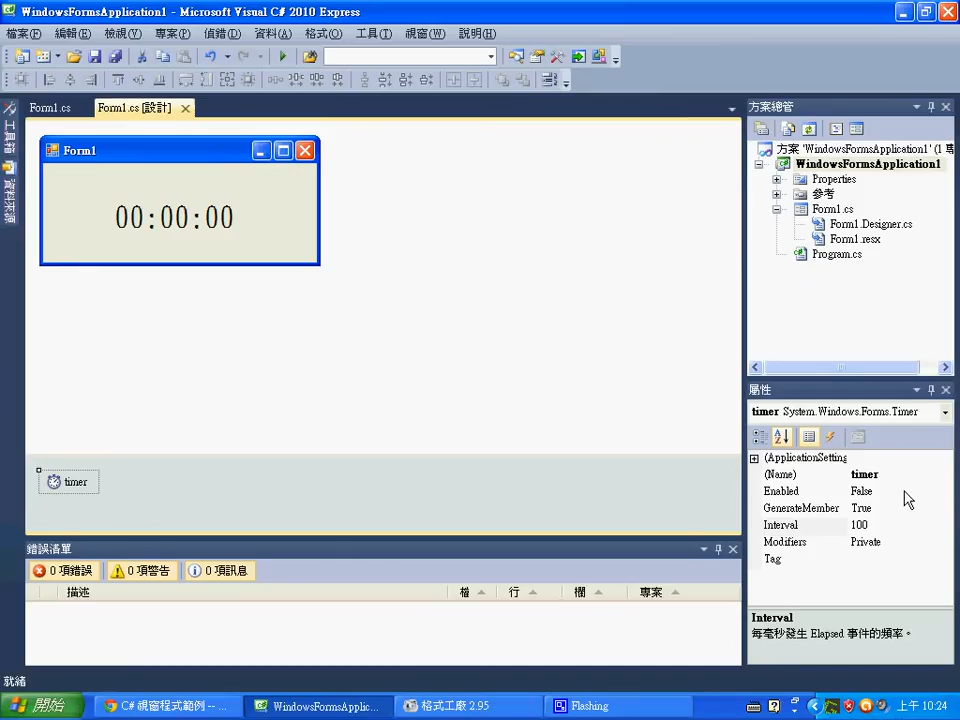 WindowsFormsApplication1 - Microsoft Visual C# 2010 Express
檔案(F) 編輯(E) 檢視(V) 專案(P) 偵錯(D) 資料(A) 格式(O) 工具(T) 視窗(W) 說明(H)
Form1.cs
Form1.cs [設計]
工具箱
資料來源
Form1
00:00:00
timer
方案總管
方案 'WindowsFormsApplication1' (1 專
WindowsFormsApplication1
Properties
參考
Form1.cs
Form1.Designer.cs
Form1.resx
Program.cs
屬性
timer System.Windows.Forms.Timer
(ApplicationSetting
(Name) timer
Enabled False
GenerateMember True
Interval 100
Modifiers Private
Tag
Interval
每毫秒發生 Elapsed 事件的頻率。
錯誤清單
0 項錯誤 0 項警告 0 項訊息
描述 檔 行 欄 專案
就緒
開始 C# 視窗程式範例 -- ... WindowsFormsApplic... 格式工廠 2.95 Flashing 上午 10:24